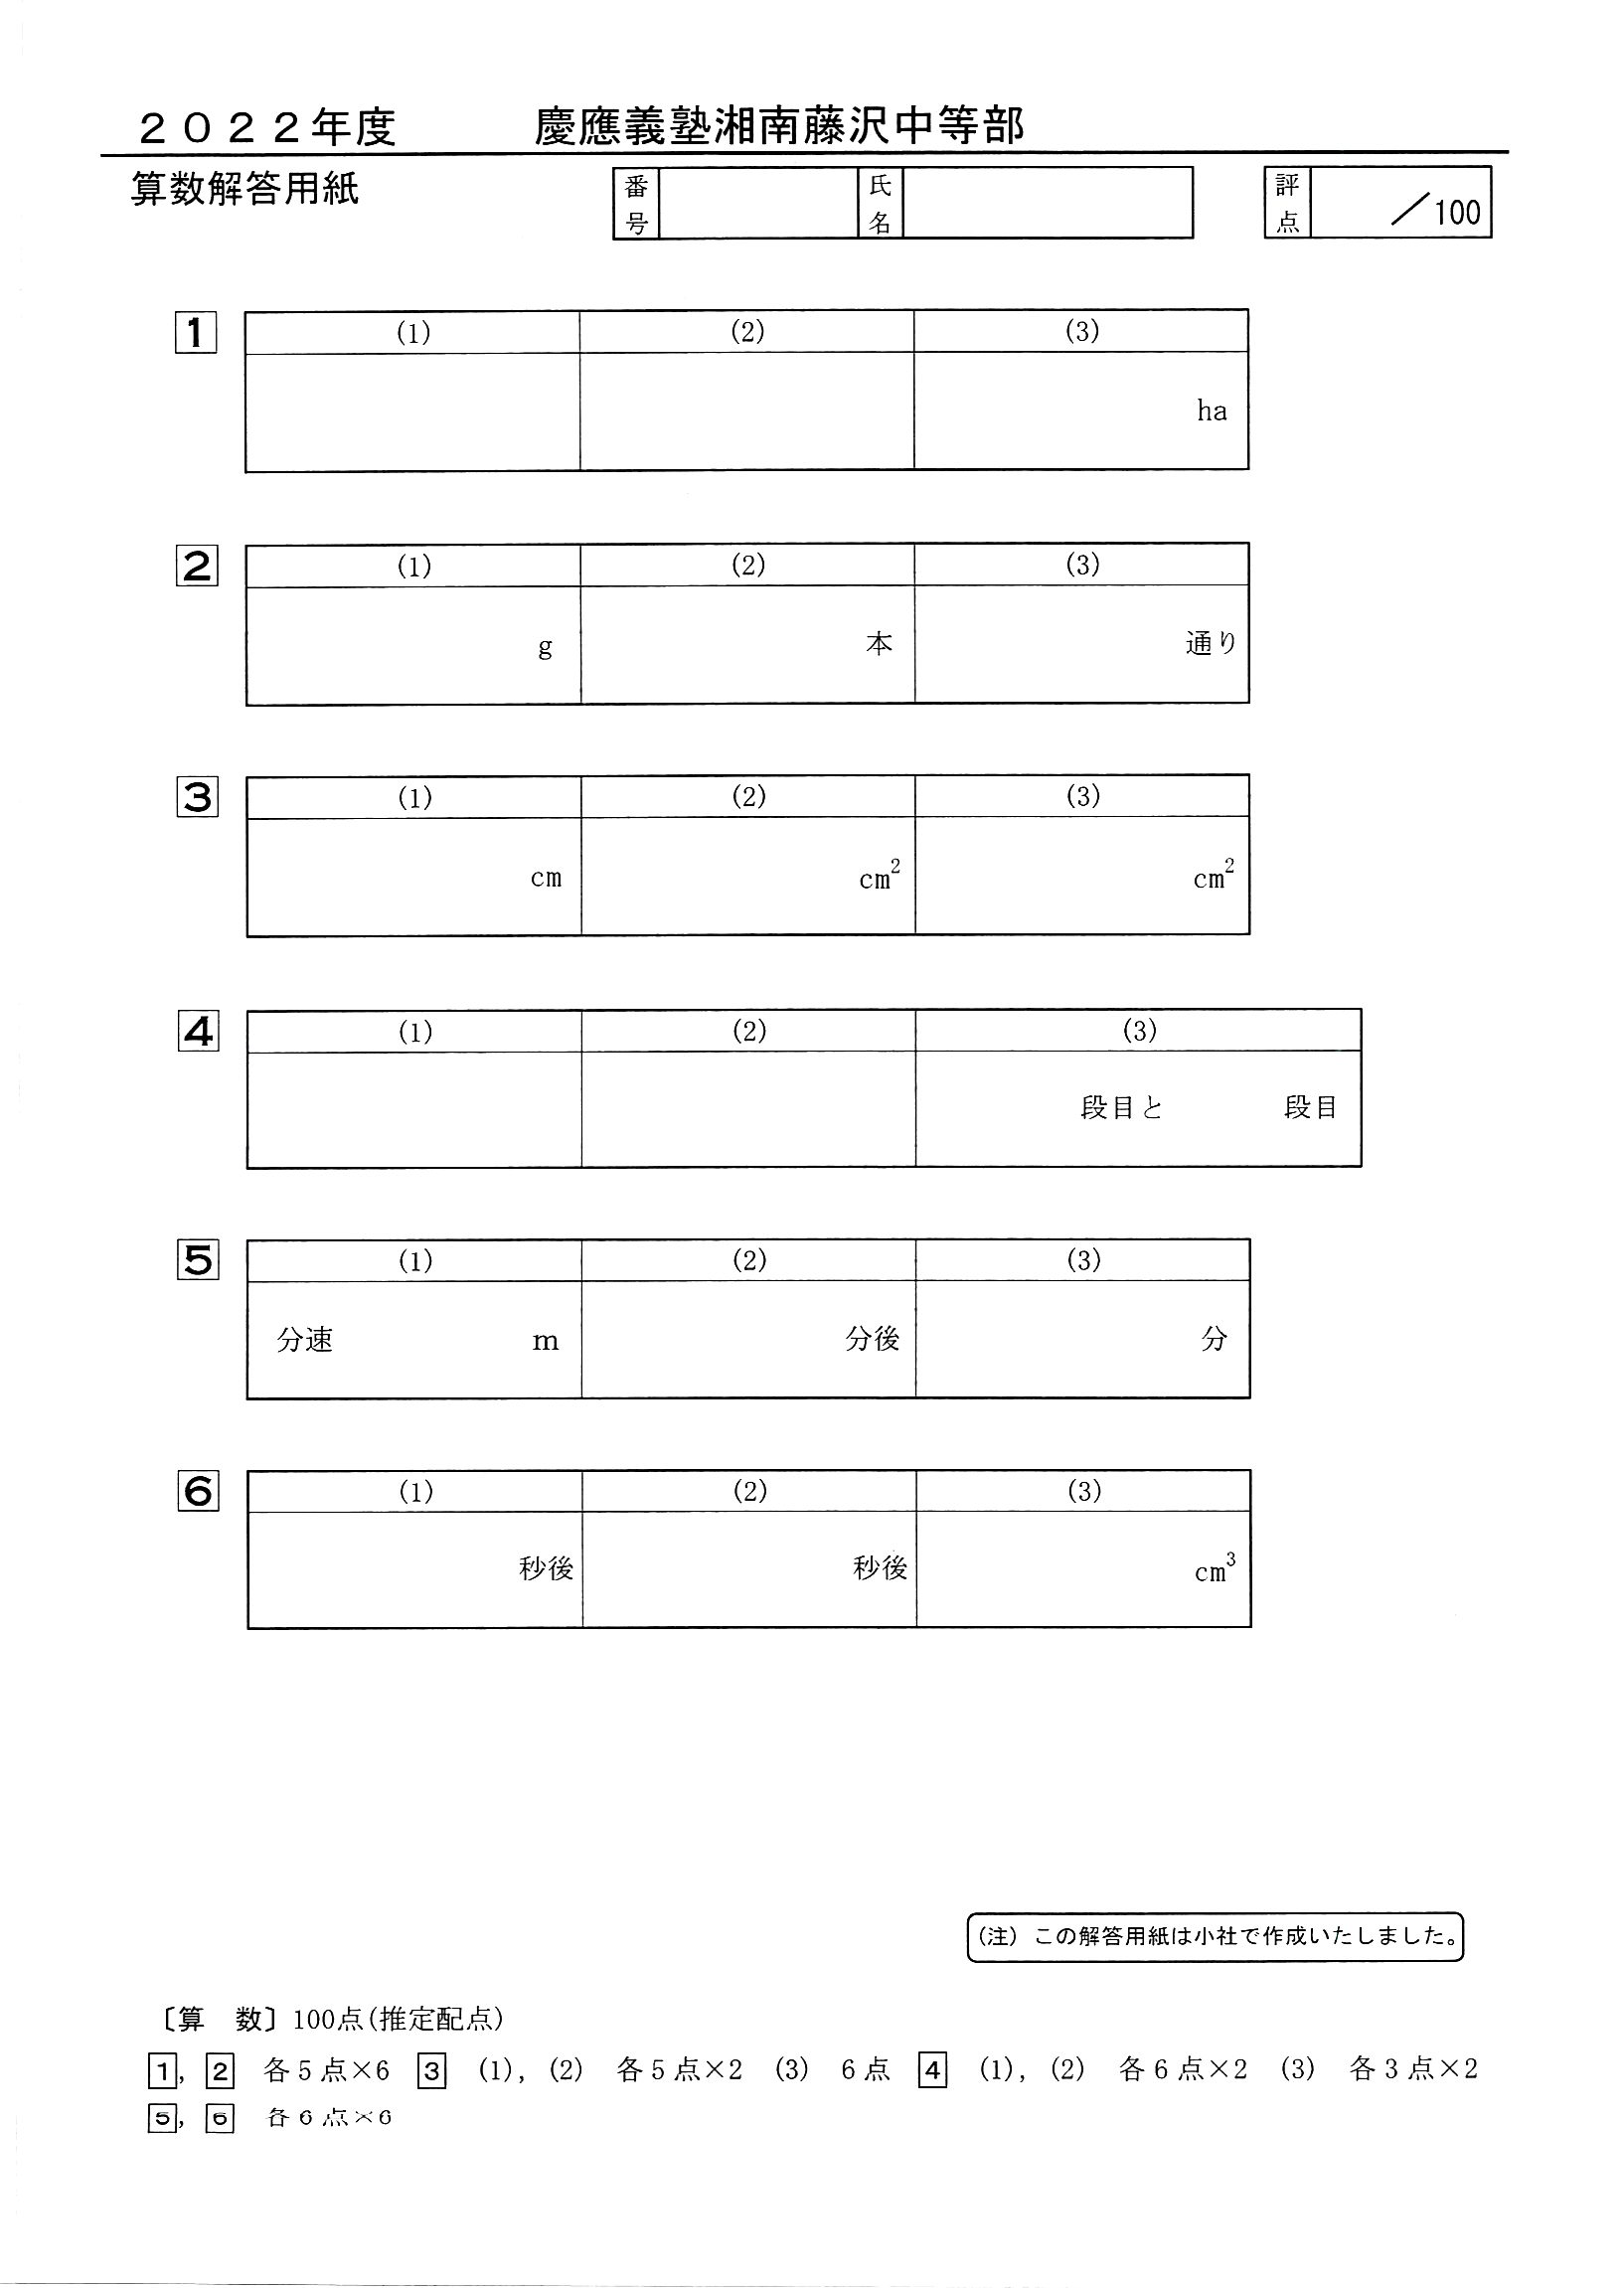 ２０２２年度　慶應義塾湘南藤沢中等部
算数解答用紙　番号　氏名　評点　／100
1　(1)　(2)　(3)
ha
2　(1)　(2)　(3)
g　本　通り
3　(1)　(2)　(3)
cm　cm²　cm²
4　(1)　(2)　(3)
段目と　段目
5　(1)　(2)　(3)
分速　m　分後　分
6　(1)　(2)　(3)
秒後　秒後　cm³
(注) この解答用紙は小社で作成いたしました。
〔算　数〕100点(推定配点)
1, 2　各5点×6　3　(1), (2)　各5点×2　(3)　6点　4　(1), (2)　各6点×2　(3)　各3点×2
5, 6　各6点×6